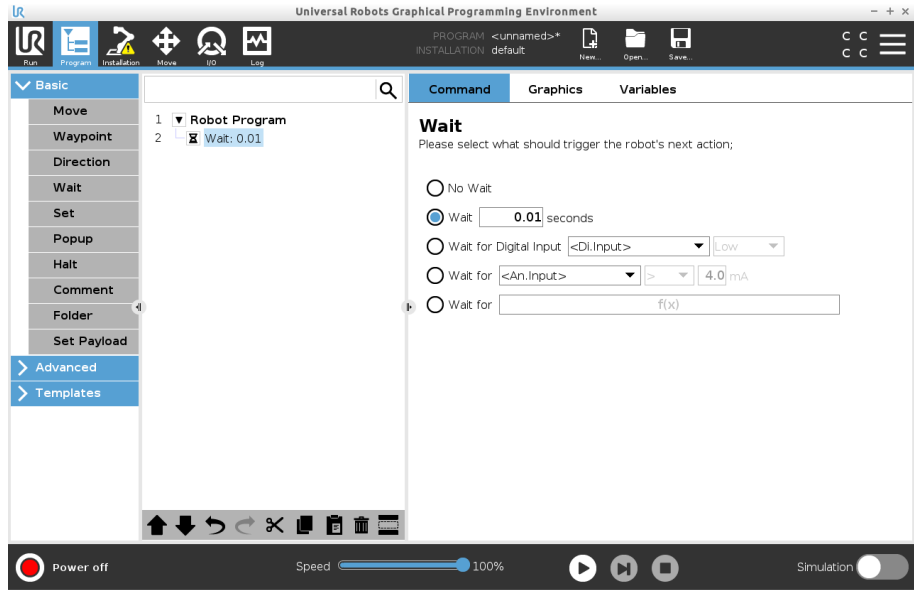 UR Universal Robots Graphical Programming Environment
UR
Run Program Installation Move I/O Log
PROGRAM <unnamed>*
INSTALLATION default
New... Open... Save...
C C
C C
Basic
Move
Waypoint
Direction
Wait
Set
Popup
Halt
Comment
Folder
Set Payload
Advanced
Templates
1 Robot Program
2 Wait: 0.01
Command Graphics Variables
Wait
Please select what should trigger the robot's next action;
No Wait
Wait 0.01 seconds
Wait for Digital Input <Di.Input> Low
Wait for <An.Input> > 4.0 mA
Wait for f(x)
Power off Speed 100% Simulation